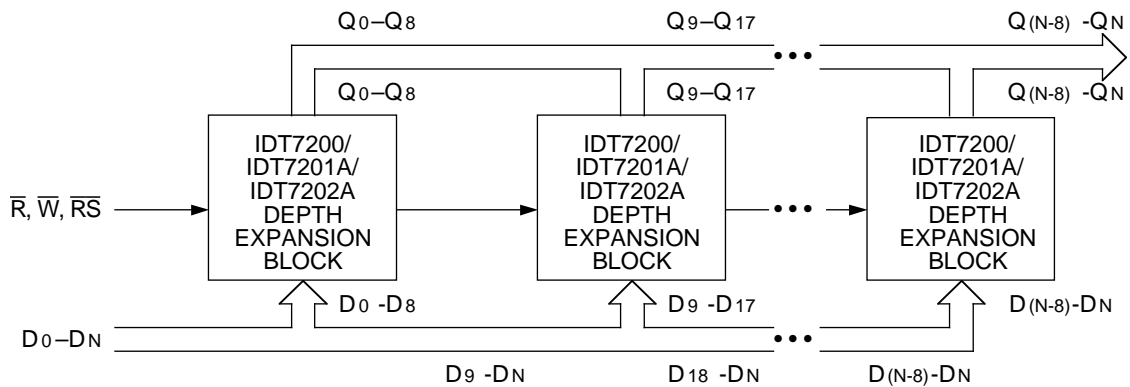 Q0–Q8 Q9–Q17 Q(N-8) -QN
Q0–Q8 Q9–Q17 Q(N-8) -QN
IDT7200/
IDT7201A/
IDT7202A
DEPTH
EXPANSION
BLOCK
IDT7200/
IDT7201A/
IDT7202A
DEPTH
EXPANSION
BLOCK
IDT7200/
IDT7201A/
IDT7202A
DEPTH
EXPANSION
BLOCK
R̅, W̅, R̅S̅
•••
•••
•••
D0 -D8 D9 -D17 D(N-8)-DN
D0–DN
D9 -DN D18 -DN D(N-8)-DN